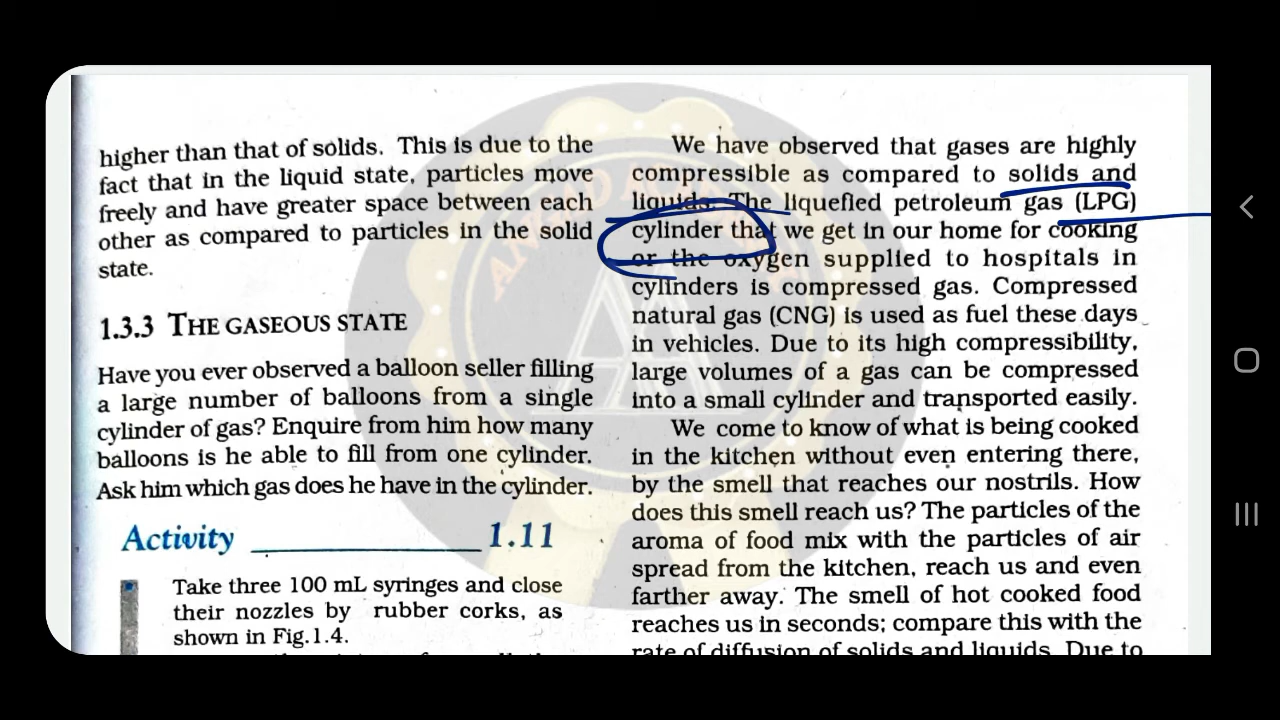 higher than that of solids. This is due to the
fact that in the liquid state, particles move
freely and have greater space between each
other as compared to particles in the solid
state.
1.3.3 THE GASEOUS STATE
Have you ever observed a balloon seller filling
a large number of balloons from a single
cylinder of gas? Enquire from him how many
balloons is he able to fill from one cylinder.
Ask him which gas does he have in the cylinder.
Activity 1.11
Take three 100 mL syringes and close
their nozzles by rubber corks, as
shown in Fig.1.4.
We have observed that gases are highly
compressible as compared to solids and
liquids. The liquefied petroleum gas (LPG)
cylinder that we get in our home for cooking
or the oxygen supplied to hospitals in
cylinders is compressed gas. Compressed
natural gas (CNG) is used as fuel these days
in vehicles. Due to its high compressibility,
large volumes of a gas can be compressed
into a small cylinder and transported easily.
We come to know of what is being cooked
in the kitchen without even entering there,
by the smell that reaches our nostrils. How
does this smell reach us? The particles of the
aroma of food mix with the particles of air
spread from the kitchen, reach us and even
farther away. The smell of hot cooked food
reaches us in seconds; compare this with the
rate of diffusion of solids and liquids. Due to